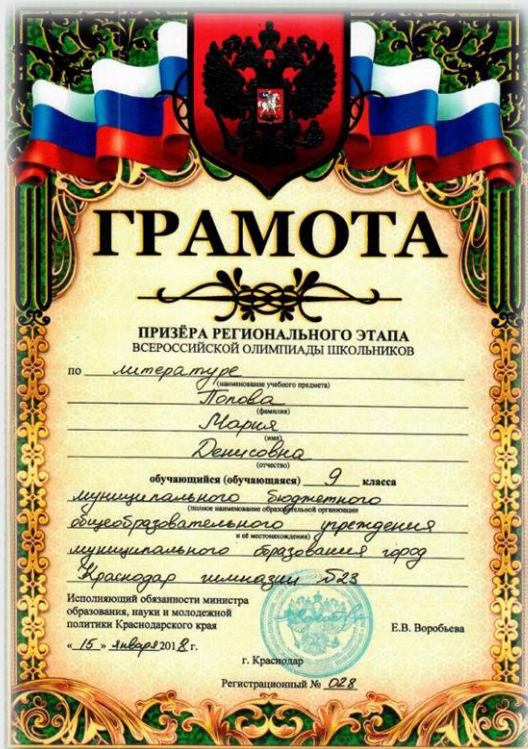 ГРАМОТА
ПРИЗЁРА РЕГИОНАЛЬНОГО ЭТАПА
ВСЕРОССИЙСКОЙ ОЛИМПИАДЫ ШКОЛЬНИКОВ
по литературе
(наименование учебного предмета)
Попова
(фамилия)
Мария
(имя)
Денисовна
(отчество)
обучающийся (обучающаяся) 9 класса
муниципального бюджетного
(полное наименование образовательной организации
общеобразовательного учреждения
и её местонахождения)
муниципального образования город
Краснодар гимназии №23
Исполняющий обязанности министра
образования, науки и молодежной
политики Краснодарского края
Е.В. Воробьева
« 15 » января 2018 г.
г. Краснодар
Регистрационный № 028